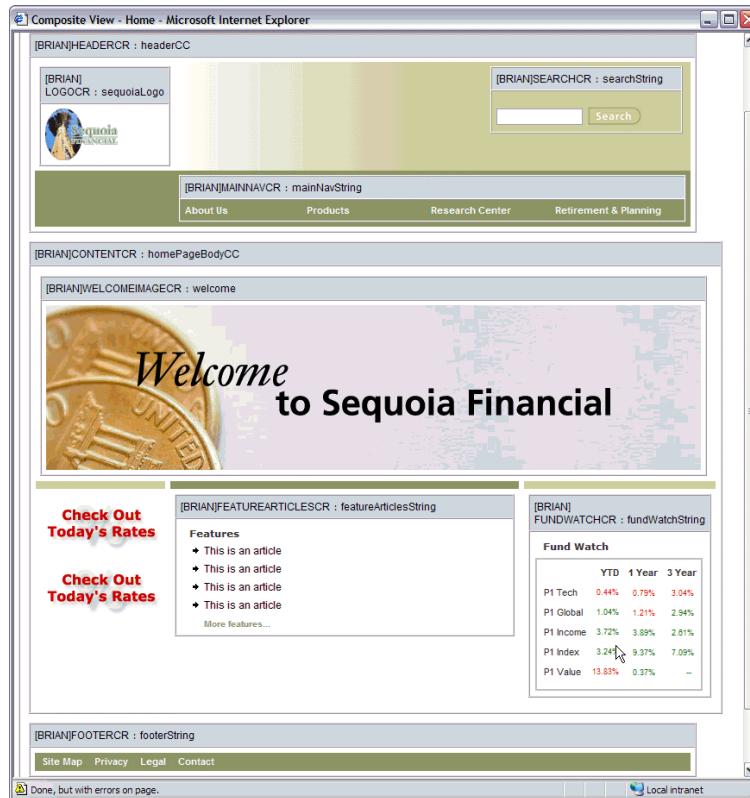 Composite View - Home - Microsoft Internet Explorer
[BRIAN]HEADERCR : headerCC
[BRIAN]
LOGOCR : sequoiaLogo
Sequoia
FINANCIAL
[BRIAN]SEARCHCR : searchString
Search
[BRIAN]MAINNAVCR : mainNavString
About Us Products Research Center Retirement & Planning
[BRIAN]CONTENTCR : homePageBodyCC
[BRIAN]WELCOMEIMAGECR : welcome
Welcome
to Sequoia Financial
Check Out
Today's Rates
Check Out
Today's Rates
[BRIAN]FEATUREARTICLESCR : featureArticlesString
Features
This is an article
This is an article
This is an article
This is an article
More features...
[BRIAN]
FUNDWATCHCR : fundWatchString
Fund Watch
YTD 1 Year 3 Year
P1 Tech 0.44% 0.79% 3.04%
P1 Global 1.04% 1.21% 2.94%
P1 Income 3.72% 3.89% 2.61%
P1 Index 3.24% 9.37% 7.09%
P1 Value 13.83% 0.37% --
[BRIAN]FOOTERCR : footerString
Site Map Privacy Legal Contact
Done, but with errors on page. Local intranet